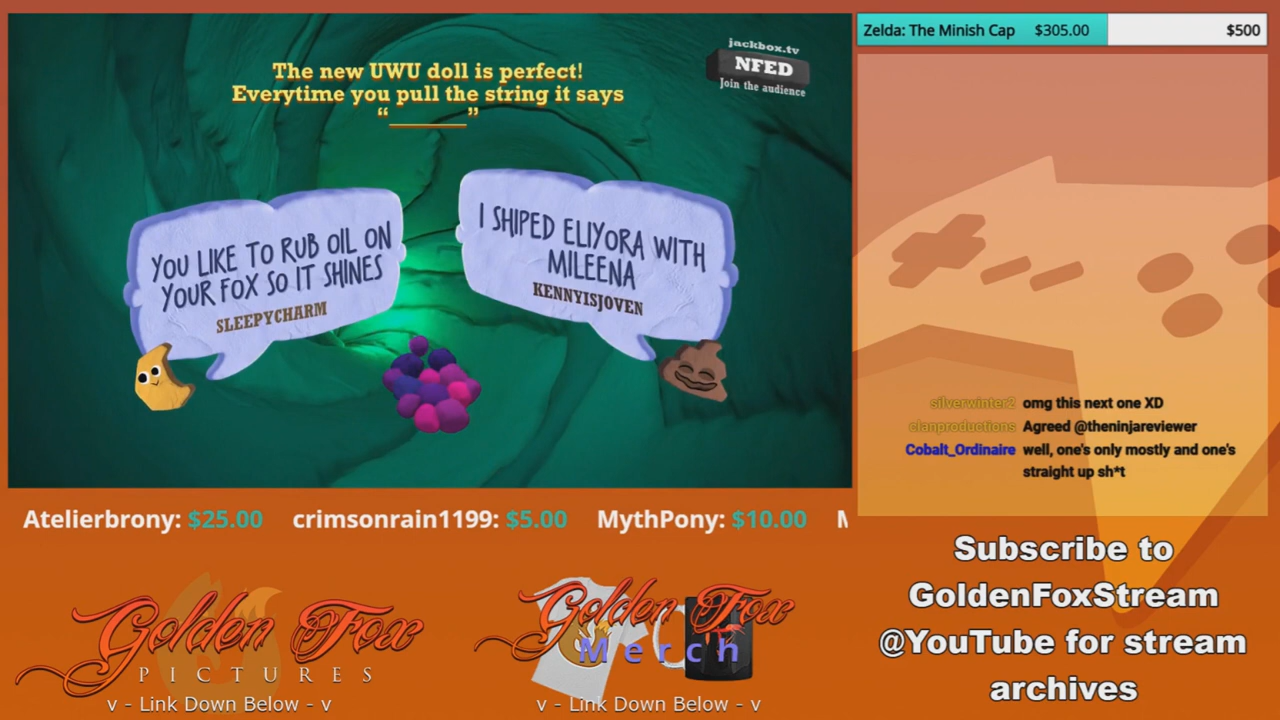 The new UWU doll is perfect!
Everytime you pull the string it says
“________”
jackbox.tv
NFED
Join the audience
YOU LIKE TO RUB OIL ON
YOUR FOX SO IT SHINES
SLEEPYCHARM
I SHIPED ELIYORA WITH
MILEENA
KENNYISJOVEN
Zelda: The Minish Cap $305.00 $500
silverwinter2 omg this next one XD
clanproductions Agreed @theninjareviewer
Cobalt_Ordinaire well, one's only mostly and one's
straight up sh*t
Atelierbrony: $25.00 crimsonrain1199: $5.00 MythPony: $10.00 M
Golden Fox
PICTURES
v - Link Down Below - v
Golden Fox
Merch
v - Link Down Below - v
Subscribe to
GoldenFoxStream
@YouTube for stream
archives